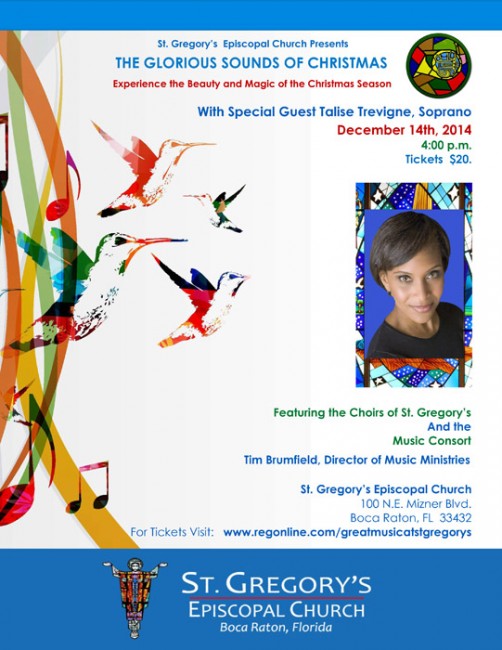 St. Gregory's Episcopal Church Presents
THE GLORIOUS SOUNDS OF CHRISTMAS
Experience the Beauty and Magic of the Christmas Season
With Special Guest Talise Trevigne, Soprano
December 14th, 2014
4:00 p.m.
Tickets $20.
Featuring the Choirs of St. Gregory's
And the
Music Consort
Tim Brumfield, Director of Music Ministries
St. Gregory's Episcopal Church
100 N.E. Mizner Blvd.
Boca Raton, FL 33432
For Tickets Visit: www.regonline.com/greatmusicatstgregorys
ST. GREGORY'S
EPISCOPAL CHURCH
Boca Raton, Florida